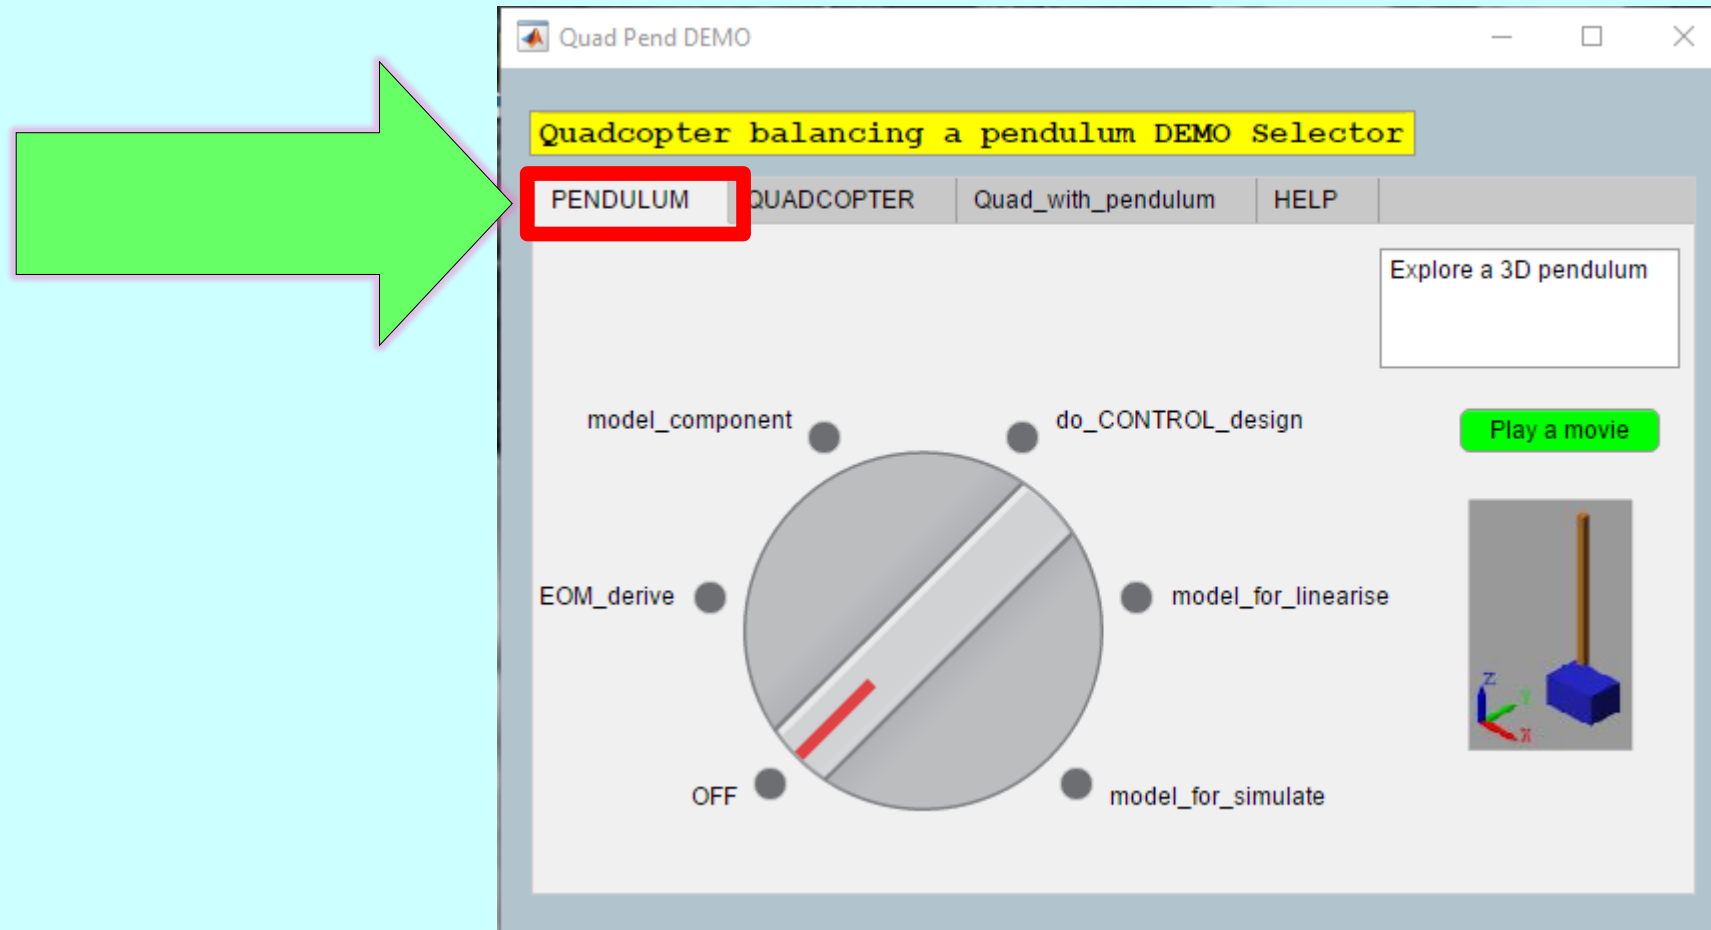 Quad Pend DEMO
Quadcopter balancing a pendulum DEMO Selector
PENDULUM QUADCOPTER Quad_with_pendulum HELP
Explore a 3D pendulum
model_component do_CONTROL_design
Play a movie
EOM_derive model_for_linearise
Z
Y
X
OFF model_for_simulate